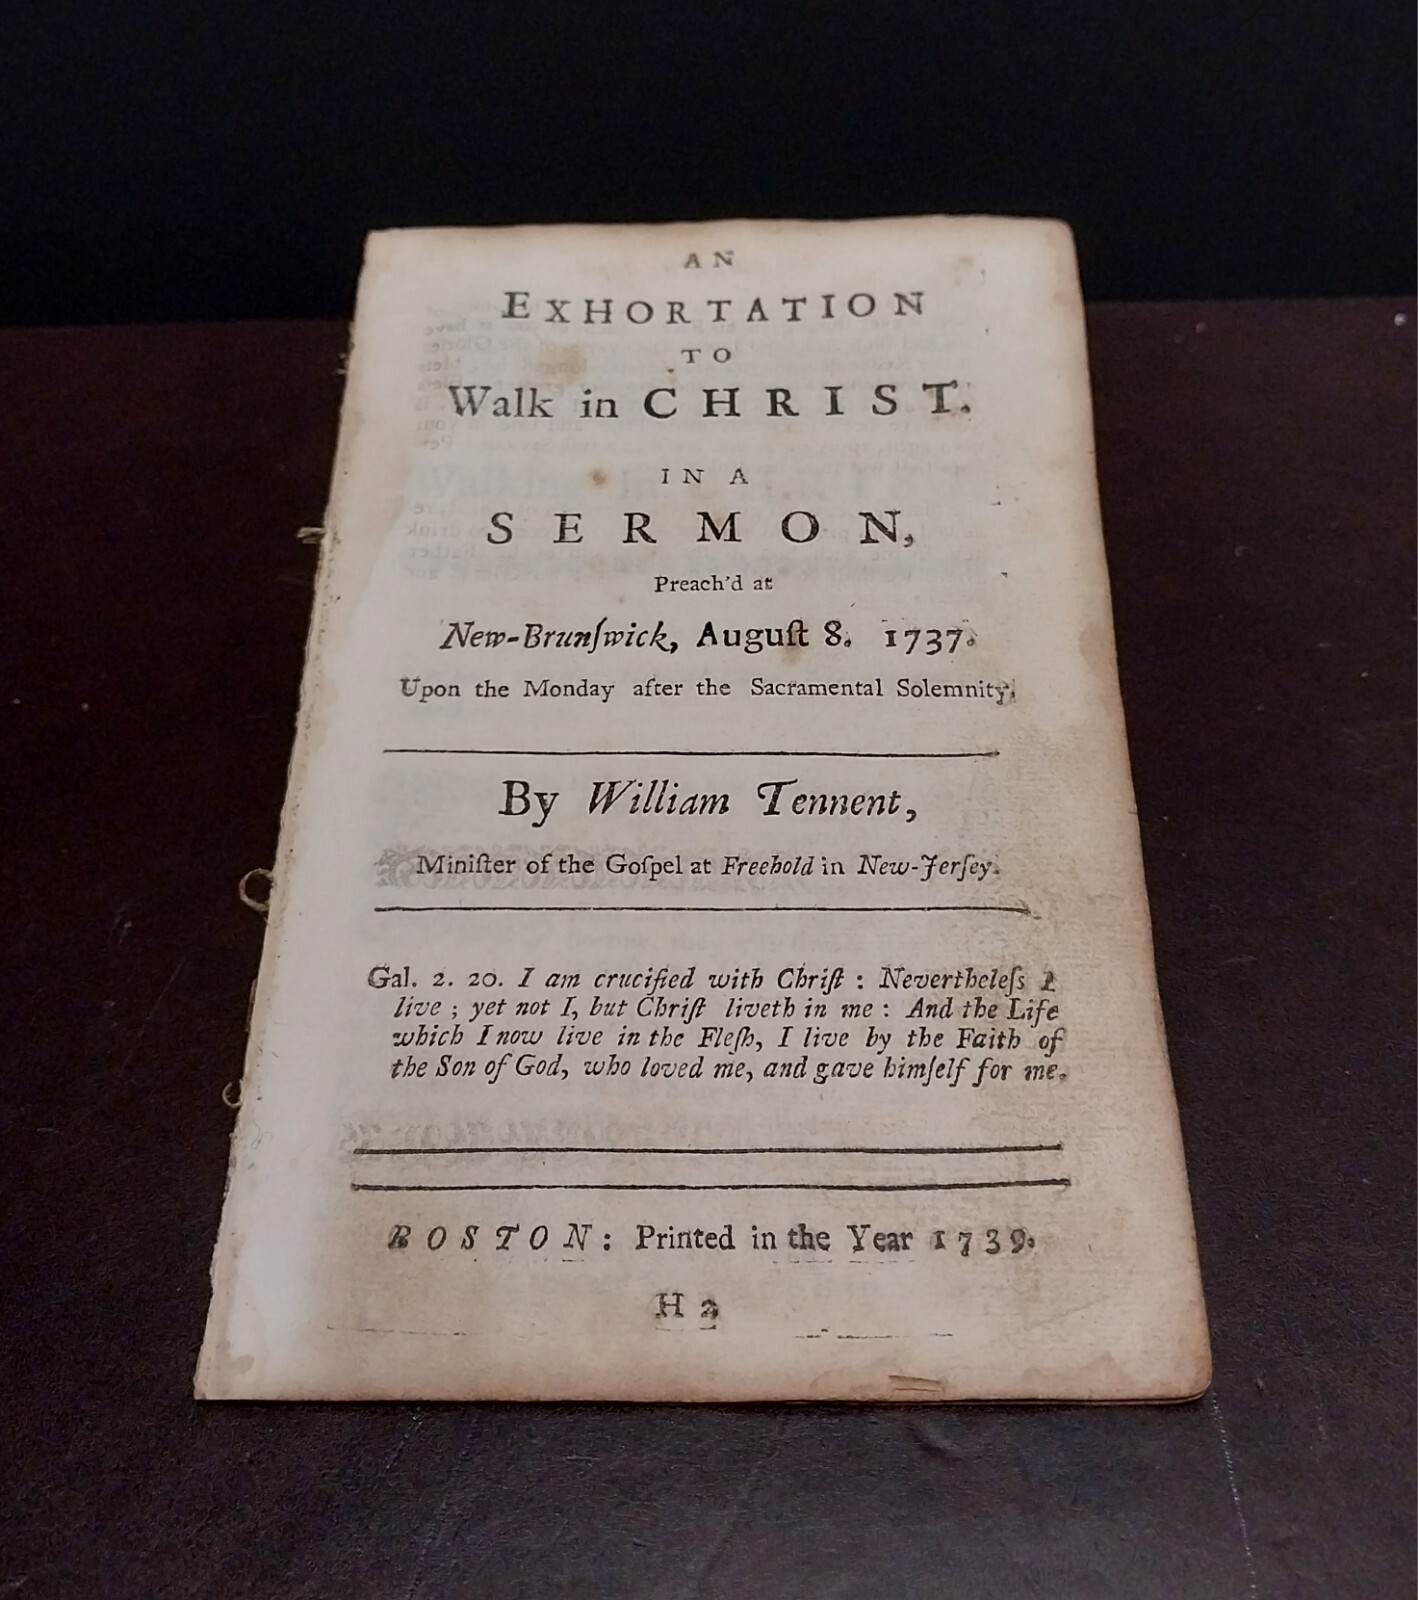 AN
EXHORTATION
TO
Walk in CHRIST.
IN A
SERMON,
Preach'd at
New-Brunſwick, Auguſt 8. 1737.
Upon the Monday after the Sacramental Solemnity.
By William Tennent,
Miniſter of the Goſpel at Freehold in New-Jerſey.
Gal. 2. 20. I am crucified with Chriſt : Nevertheleſs I
live ; yet not I, but Chriſt liveth in me : And the Life
which I now live in the Fleſh, I live by the Faith of
the Son of God, who loved me, and gave himſelf for me.
BOSTON: Printed in the Year 1739.
H 2